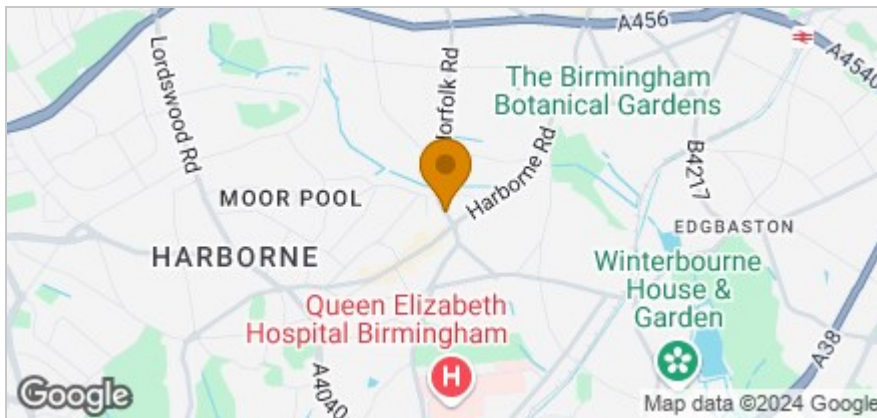 A456
A4540
Lordswood Rd
Norfolk Rd
The Birmingham
Botanical Gardens
Harborne Rd
B4217
MOOR POOL
EDGBASTON
HARBORNE
Winterbourne
House &
Garden
Queen Elizabeth
Hospital Birmingham
H
A38
A4040
Google
Map data ©2024 Google